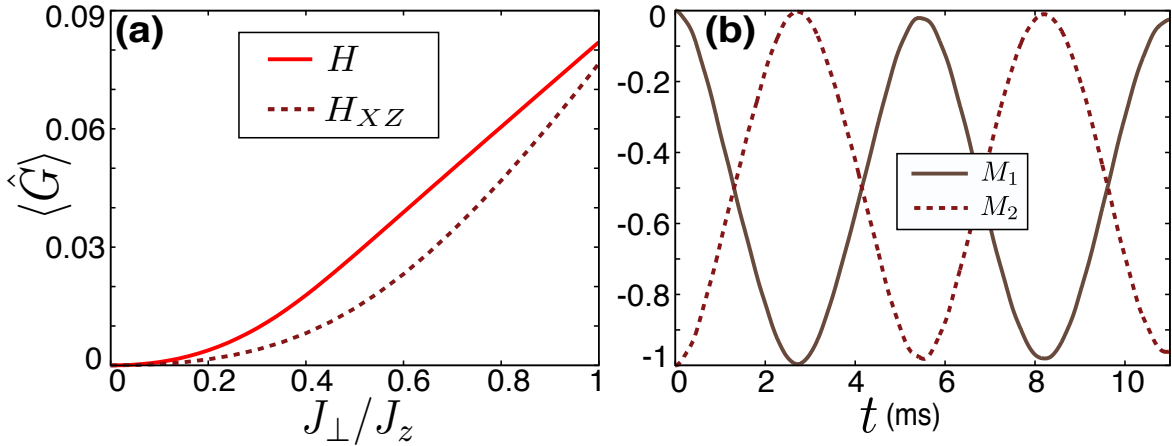 (a)
0.09
0.06
0.03
0
⟨Ĝ⟩
H
H_{XZ}
0 0.2 0.4 0.6 0.8 1
J_⊥/J_z
(b)
0
-0.2
-0.4
-0.6
-0.8
-1
M_1
M_2
0 2 4 6 8 10
t (ms)